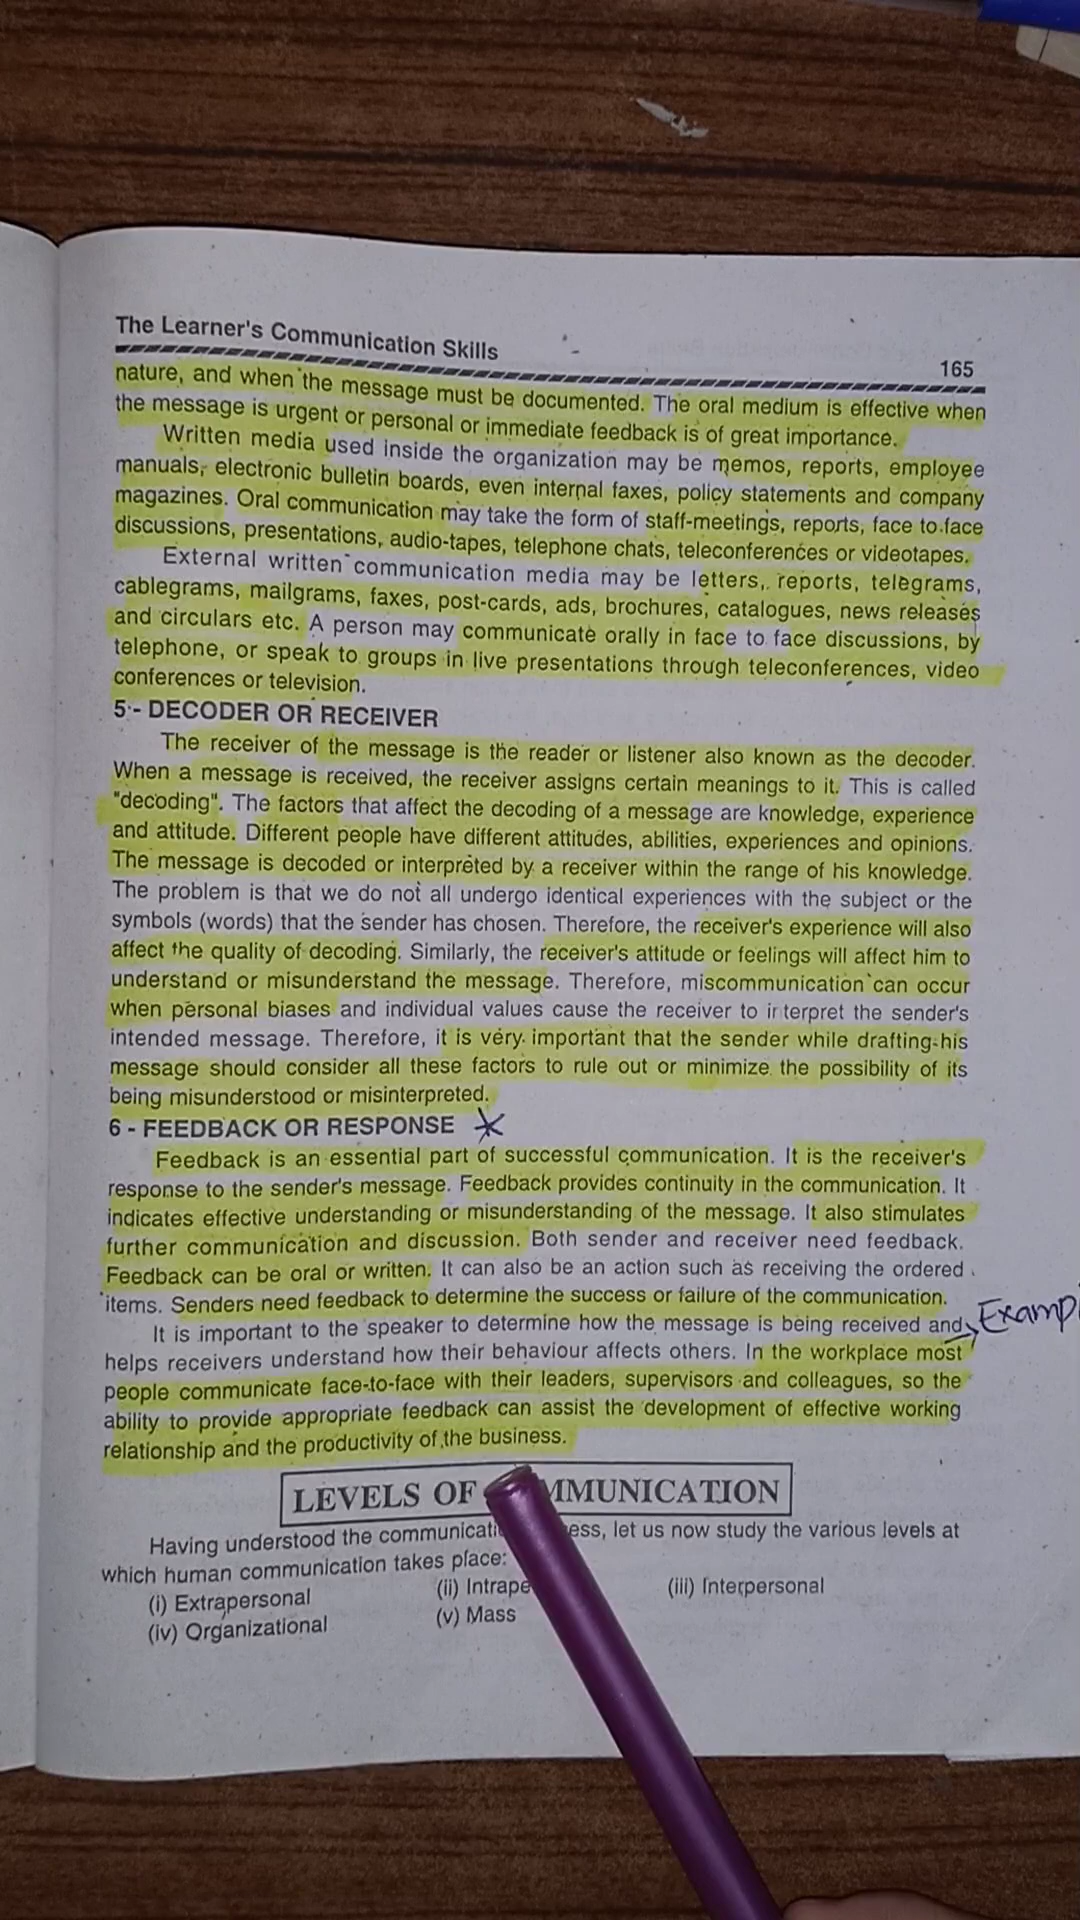 The Learner's Communication Skills
165
nature, and when the message must be documented. The oral medium is effective when
the message is urgent or personal or immediate feedback is of great importance.
Written media used inside the organization may be memos, reports, employee
manuals, electronic bulletin boards, even internal faxes, policy statements and company
magazines. Oral communication may take the form of staff-meetings, reports, face to face
discussions, presentations, audio-tapes, telephone chats, teleconferences or videotapes.
External written communication media may be letters, reports, telegrams,
cablegrams, mailgrams, faxes, post-cards, ads, brochures, catalogues, news releases
and circulars etc. A person may communicate orally in face to face discussions, by
telephone, or speak to groups in live presentations through teleconferences, video
conferences or television.
5 - DECODER OR RECEIVER
The receiver of the message is the reader or listener also known as the decoder.
When a message is received, the receiver assigns certain meanings to it. This is called
"decoding". The factors that affect the decoding of a message are knowledge, experience
and attitude. Different people have different attitudes, abilities, experiences and opinions.
The message is decoded or interpreted by a receiver within the range of his knowledge.
The problem is that we do not all undergo identical experiences with the subject or the
symbols (words) that the sender has chosen. Therefore, the receiver's experience will also
affect the quality of decoding. Similarly, the receiver's attitude or feelings will affect him to
understand or misunderstand the message. Therefore, miscommunication can occur
when personal biases and individual values cause the receiver to interpret the sender's
intended message. Therefore, it is very important that the sender while drafting his
message should consider all these factors to rule out or minimize the possibility of its
being misunderstood or misinterpreted.
6 - FEEDBACK OR RESPONSE
Feedback is an essential part of successful communication. It is the receiver's
response to the sender's message. Feedback provides continuity in the communication. It
indicates effective understanding or misunderstanding of the message. It also stimulates
further communication and discussion. Both sender and receiver need feedback.
Feedback can be oral or written. It can also be an action such as receiving the ordered
items. Senders need feedback to determine the success or failure of the communication.
It is important to the speaker to determine how the message is being received and
Exampl
helps receivers understand how their behaviour affects others. In the workplace most
people communicate face-to-face with their leaders, supervisors and colleagues, so the
ability to provide appropriate feedback can assist the development of effective working
relationship and the productivity of the business.
LEVELS OF MMUNICATION
Having understood the communicati ess, let us now study the various levels at
which human communication takes place:
(i) Extrapersonal (ii) Intrape (iii) Interpersonal
(iv) Organizational (v) Mass